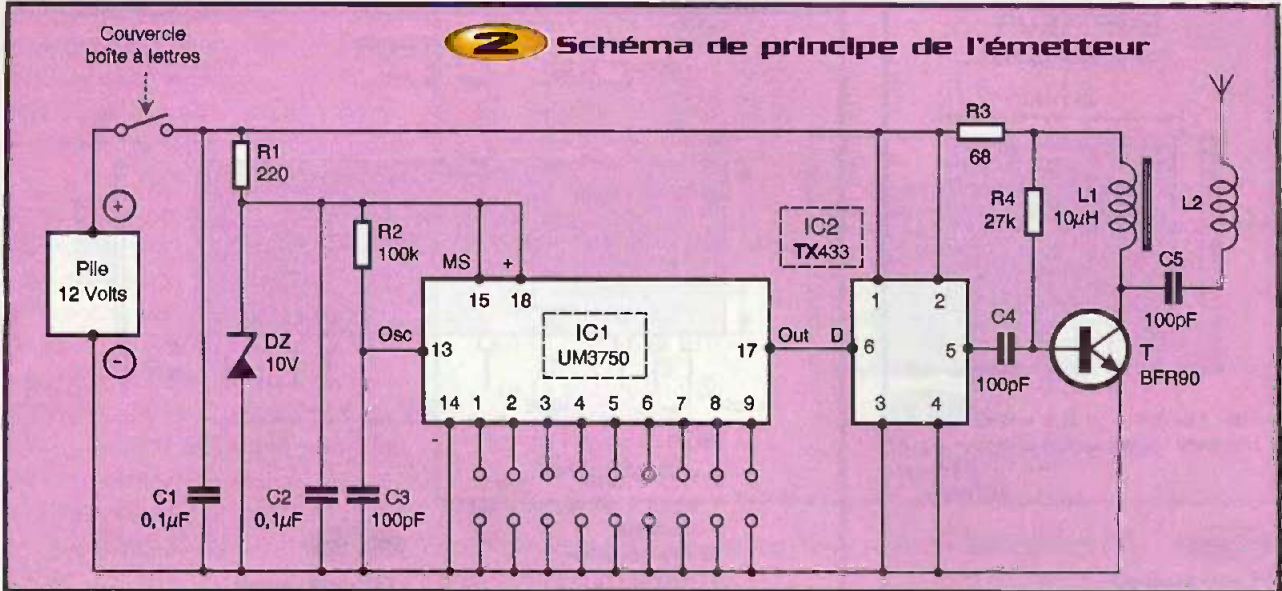 2 Schéma de principe de l'émetteur
Couvercle
boîte à lettres
+
Pile
12 Volts
-
R1
220
DZ
10V
C1
0,1µF
C2
0,1µF
R2
100k
C3
100pF
Osc
MS
+
15
18
13
IC1
UM3750
17
14
1
2
3
4
5
6
7
8
9
-
Out
D
IC2
TX433
1
2
6
5
3
4
R3
68
R4
27k
L1
10µH
L2
C4
100pF
C5
100pF
T
BFR90